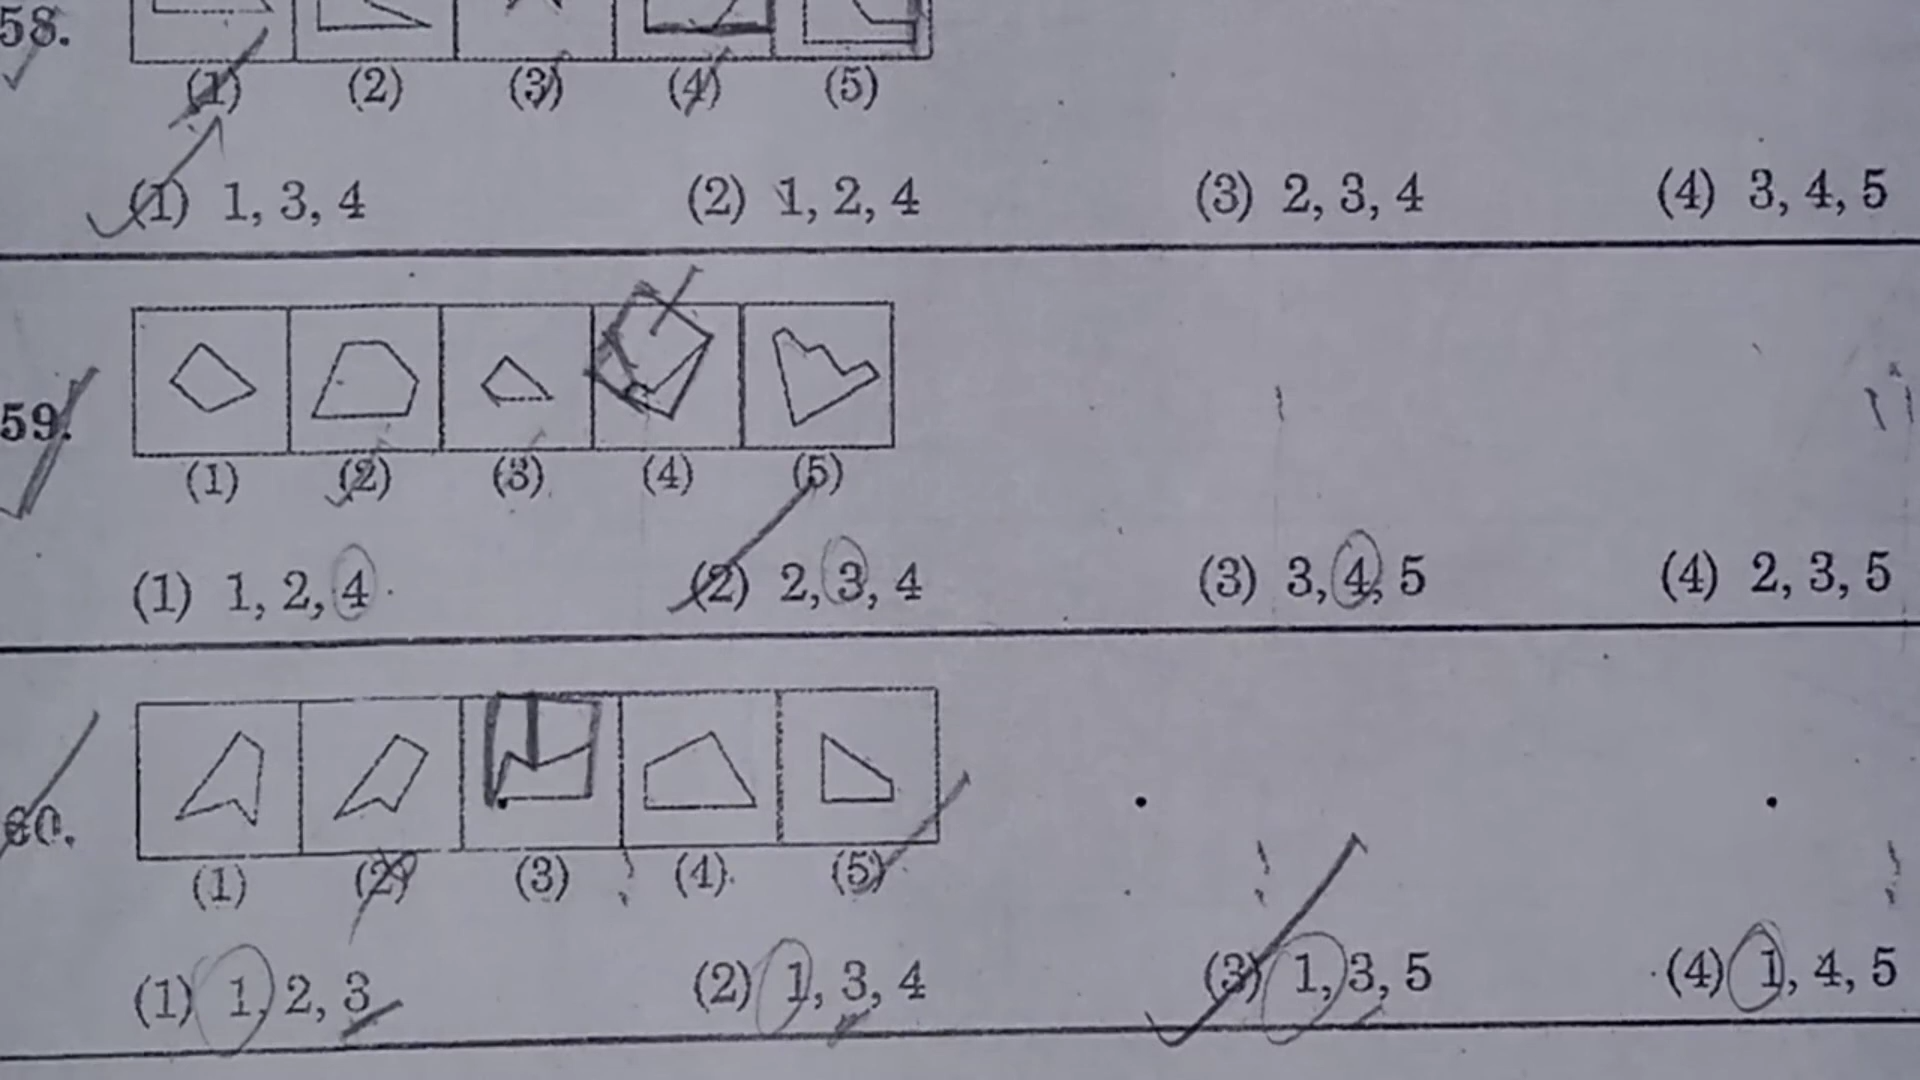 58.
(1) (2) (3) (4) (5)
(1) 1, 3, 4 (2) 1, 2, 4 (3) 2, 3, 4 (4) 3, 4, 5
59.
(1) (2) (3) (4) (5)
(1) 1, 2, 4 (2) 2, 3, 4 (3) 3, 4, 5 (4) 2, 3, 5
60.
(1) (2) (3) (4) (5)
(1) 1, 2, 3 (2) 1, 3, 4 (3) 1, 3, 5 (4) 1, 4, 5